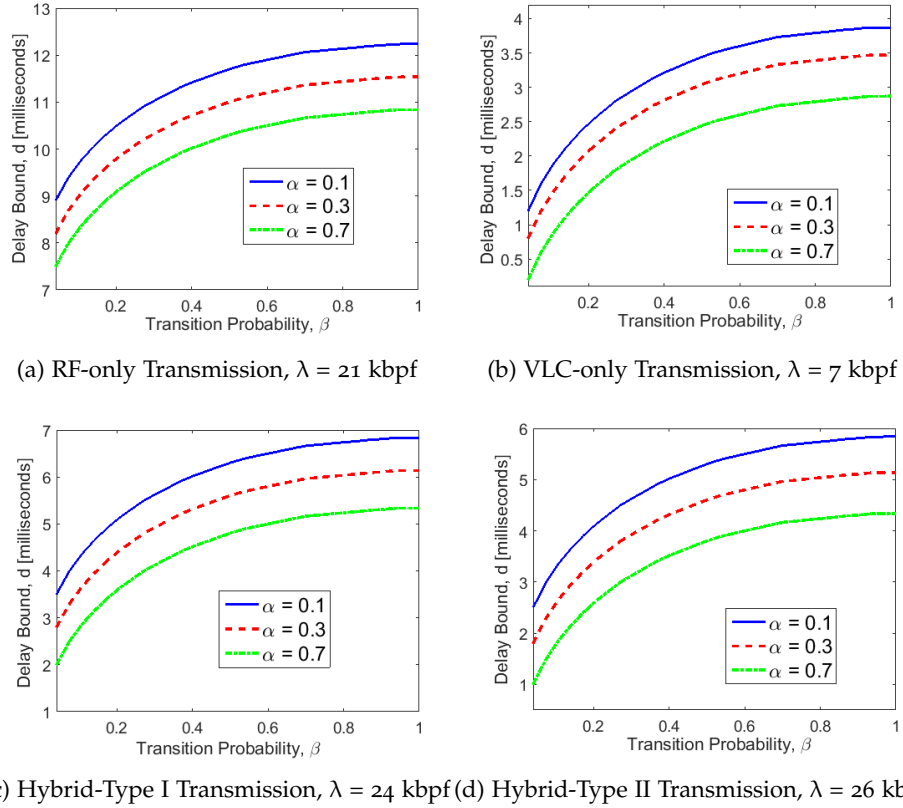 13
12
11
10
9
8
7
Delay Bound, d [milliseconds]
0.2 0.4 0.6 0.8 1
Transition Probability, β
α = 0.1
α = 0.3
α = 0.7
(a) RF-only Transmission, λ = 21 kbpf
4
3.5
3
2.5
2
1.5
1
0.5
Delay Bound, d [milliseconds]
0.2 0.4 0.6 0.8 1
Transition Probability, β
α = 0.1
α = 0.3
α = 0.7
(b) VLC-only Transmission, λ = 7 kbpf
7
6
5
4
3
2
1
Delay Bound, d [milliseconds]
0.2 0.4 0.6 0.8 1
Transition Probability, β
α = 0.1
α = 0.3
α = 0.7
) Hybrid-Type I Transmission, λ = 24 kbpf
6
5
4
3
2
1
Delay Bound, d [milliseconds]
0.2 0.4 0.6 0.8 1
Transition Probability, β
α = 0.1
α = 0.3
α = 0.7
(d) Hybrid-Type II Transmission, λ = 26 kb